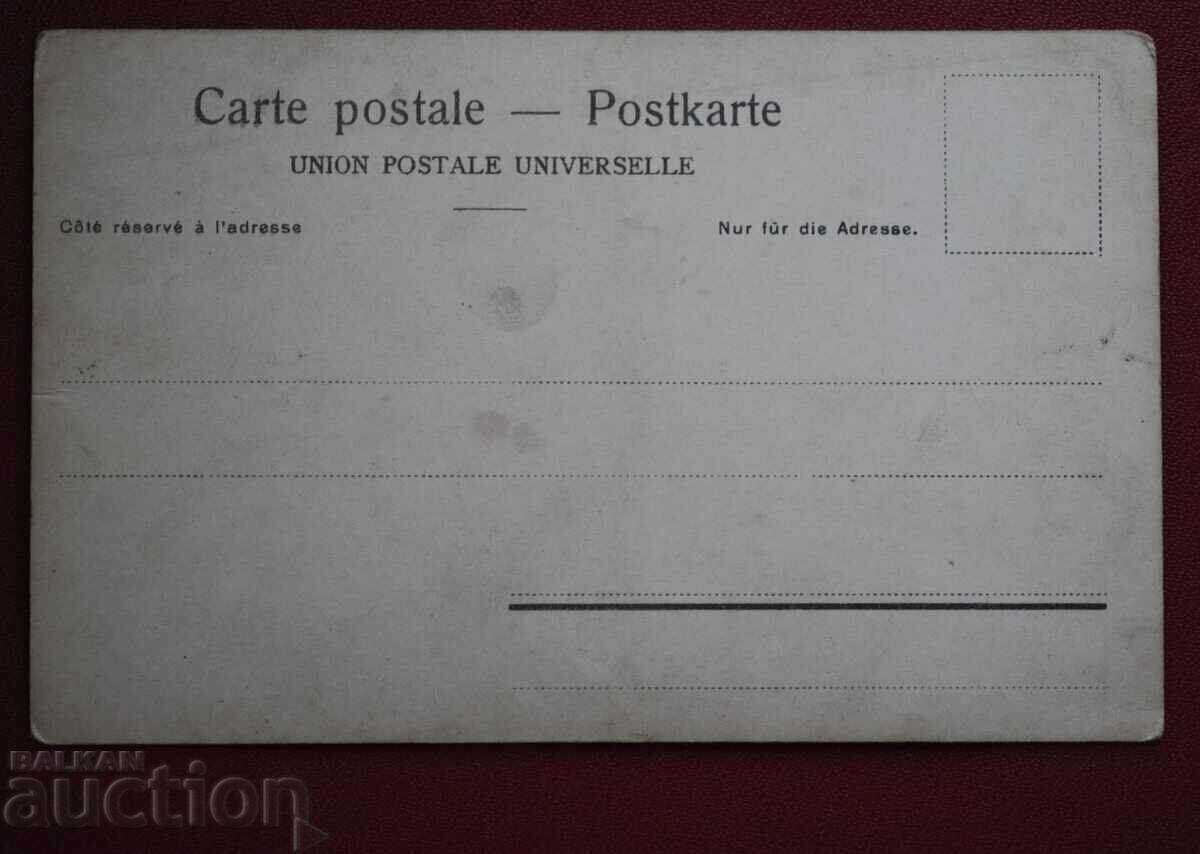 Carte postale — Postkarte
UNION POSTALE UNIVERSELLE
Côté réservé à l'adresse
Nur für die Adresse.
BALKAN
auction